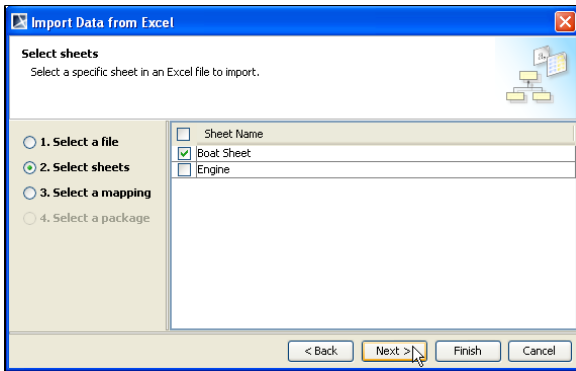 Import Data from Excel
Select sheets
Select a specific sheet in an Excel file to import.
1. Select a file
2. Select sheets
3. Select a mapping
4. Select a package
Sheet Name
Boat Sheet
Engine
< Back Next > Finish Cancel